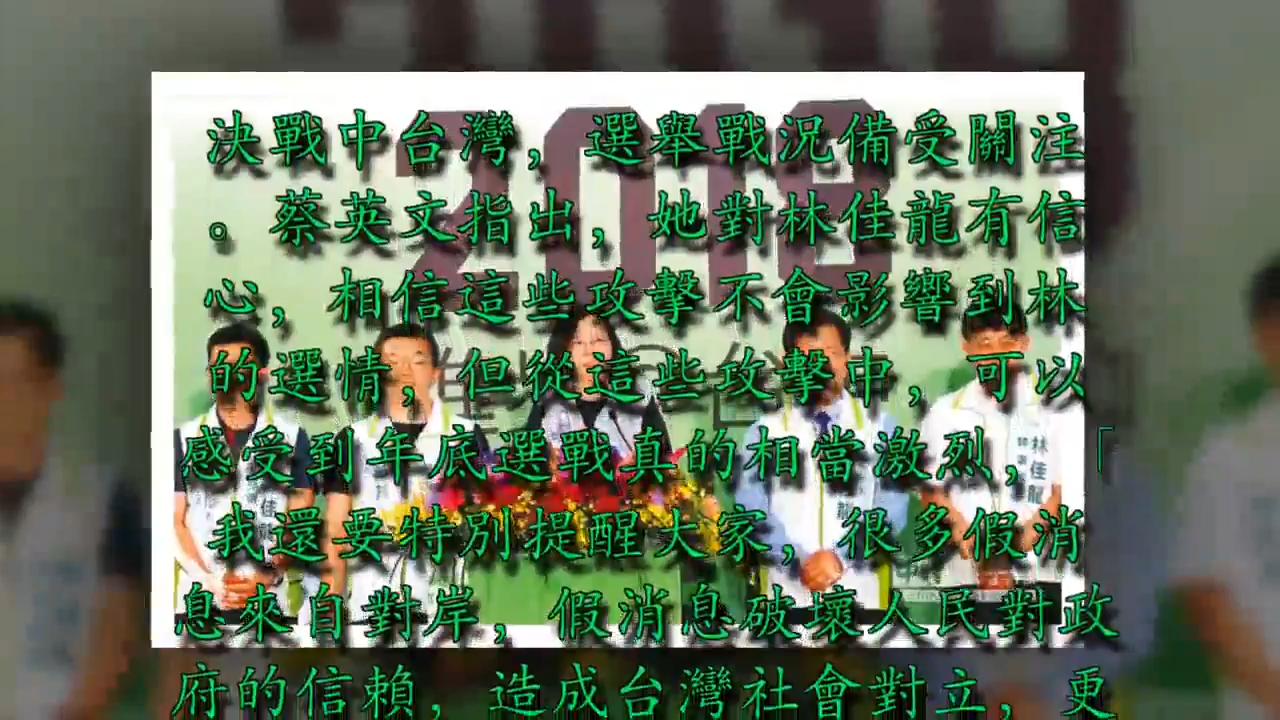 決戰中台灣，選舉戰況備受關注
。蔡英文指出，她對林佳龍有信
心，相信這些攻擊不會影響到林
的選情，但從這些攻擊中，可以
感受到年底選戰真的相當激烈，「
我還要特別提醒大家，很多假消
息來自對岸，假消息破壞人民對政
府的信賴，造成台灣社會對立，更
2018
林佳龍